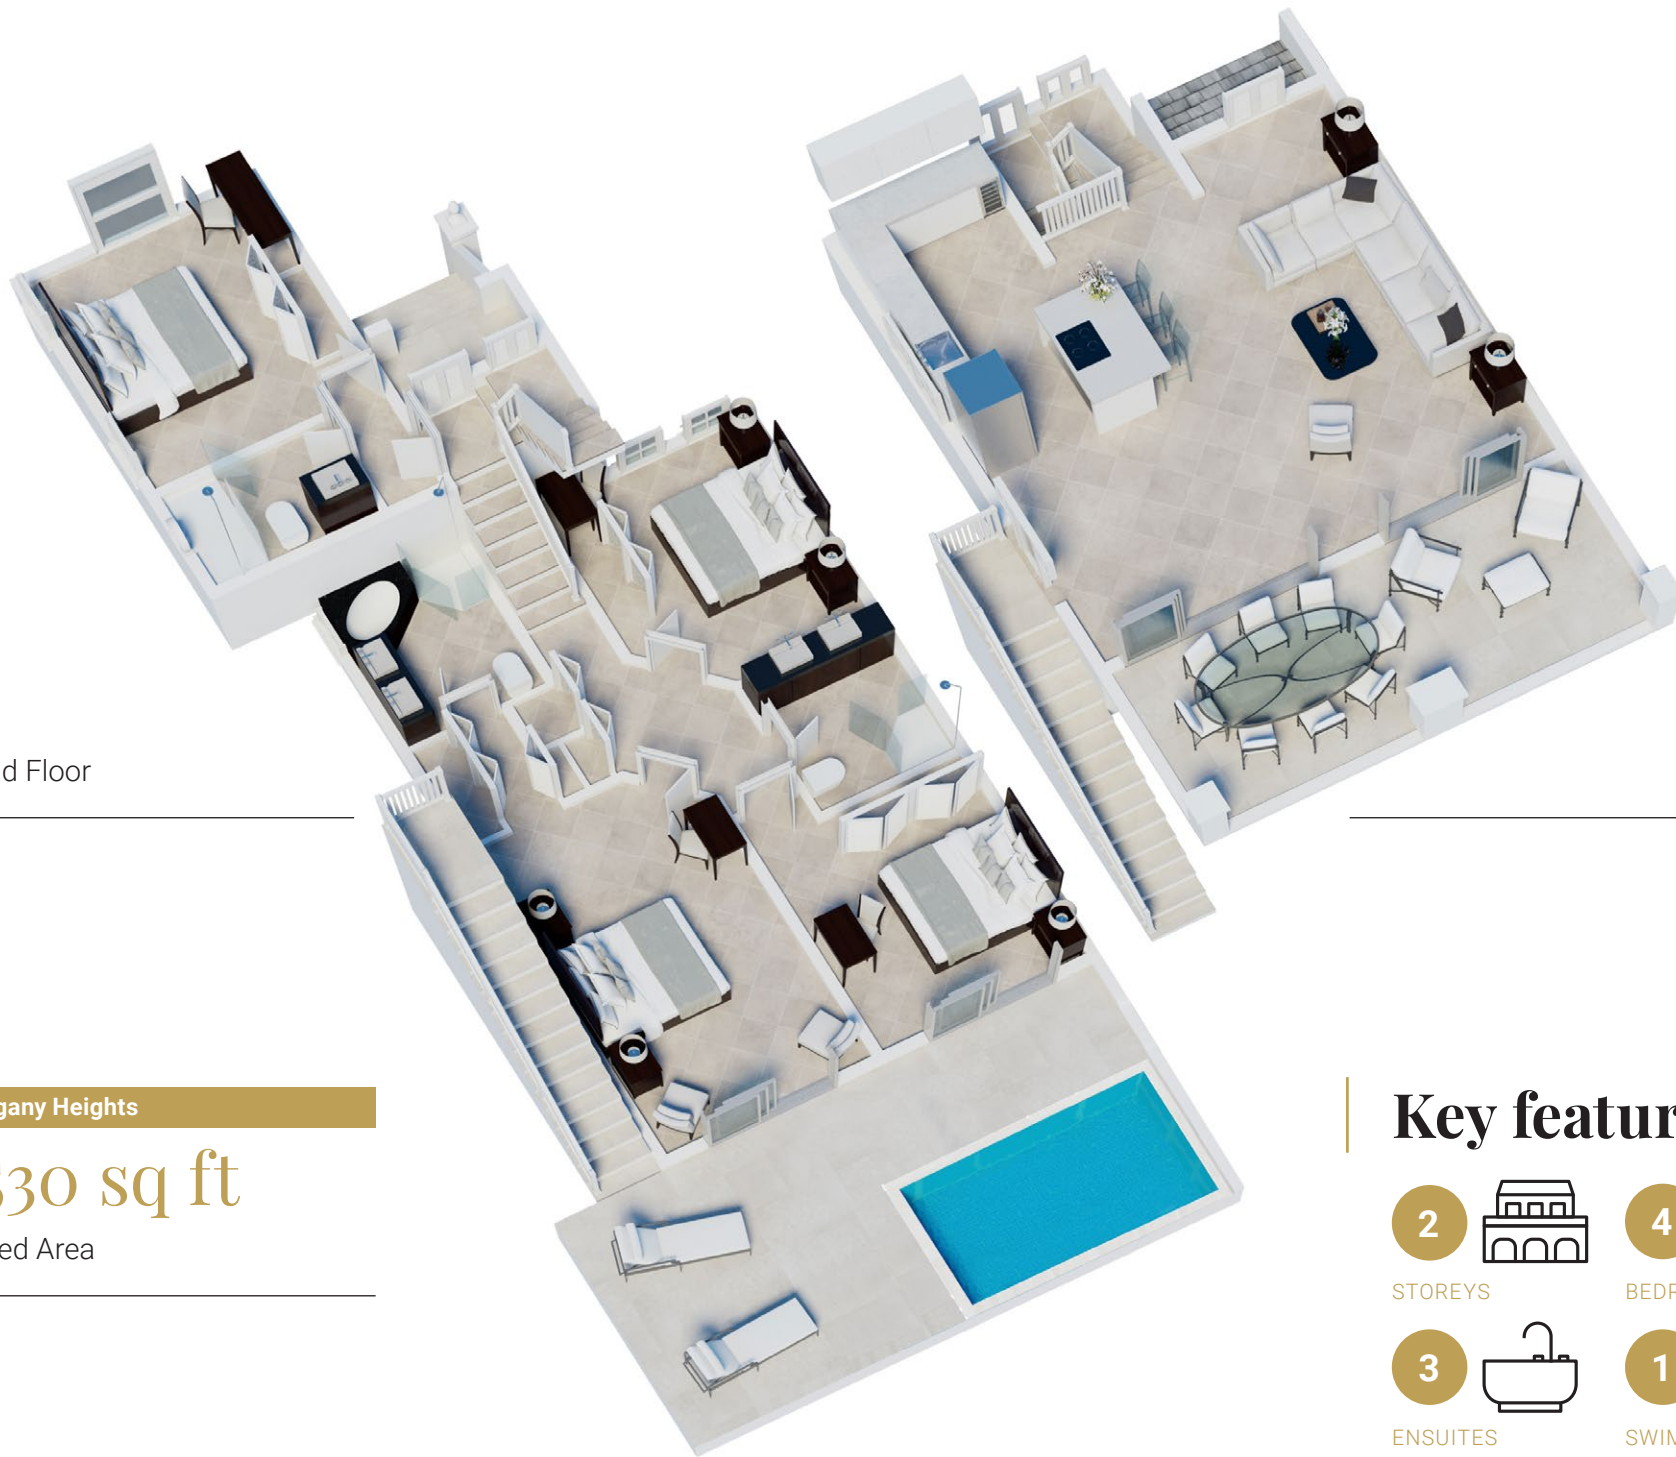 d Floor
gany Heights
30 sq ft
ed Area
Key featur
2
4
STOREYS
BEDR
3
1
ENSUITES
SWIM